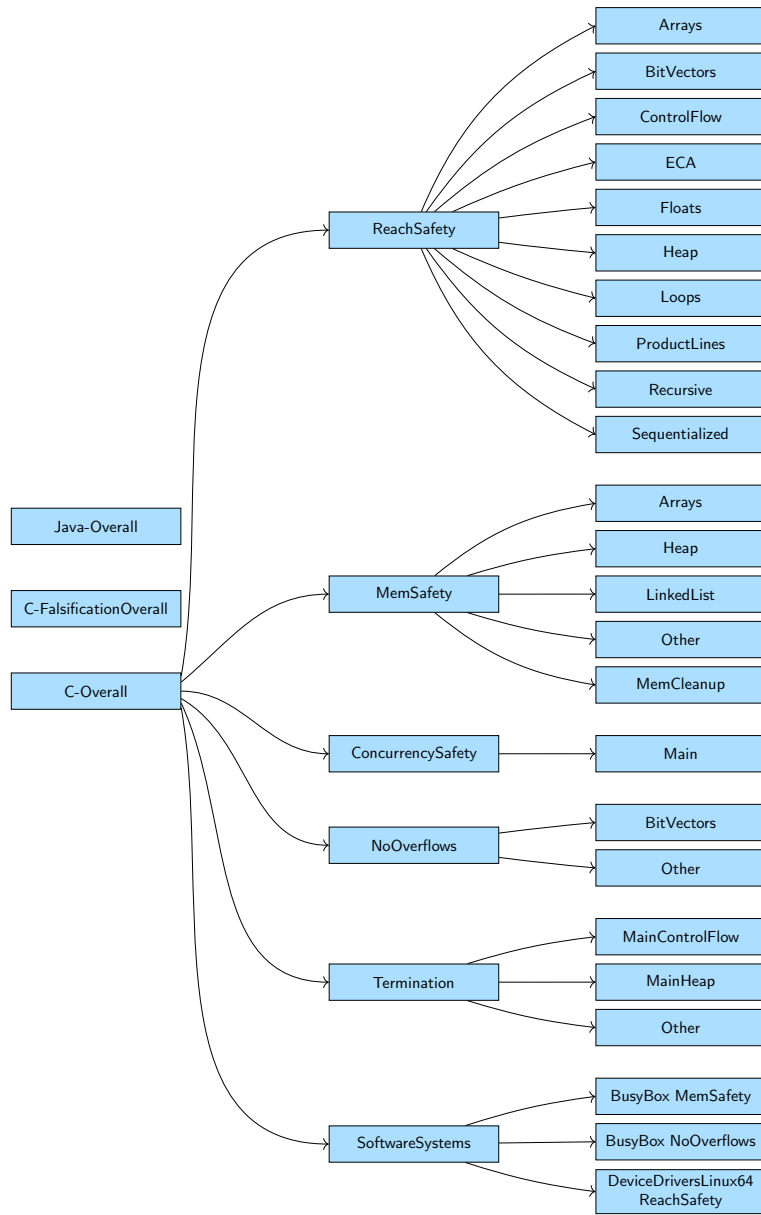 Arrays
BitVectors
ControlFlow
ECA
Floats
ReachSafety
Heap
Loops
ProductLines
Recursive
Sequentialized
Java-Overall
C-FalsificationOverall
C-Overall
Arrays
Heap
MemSafety
LinkedList
Other
MemCleanup
ConcurrencySafety
Main
NoOverflows
BitVectors
Other
Termination
MainControlFlow
MainHeap
Other
SoftwareSystems
BusyBox MemSafety
BusyBox NoOverflows
DeviceDriversLinux64
ReachSafety